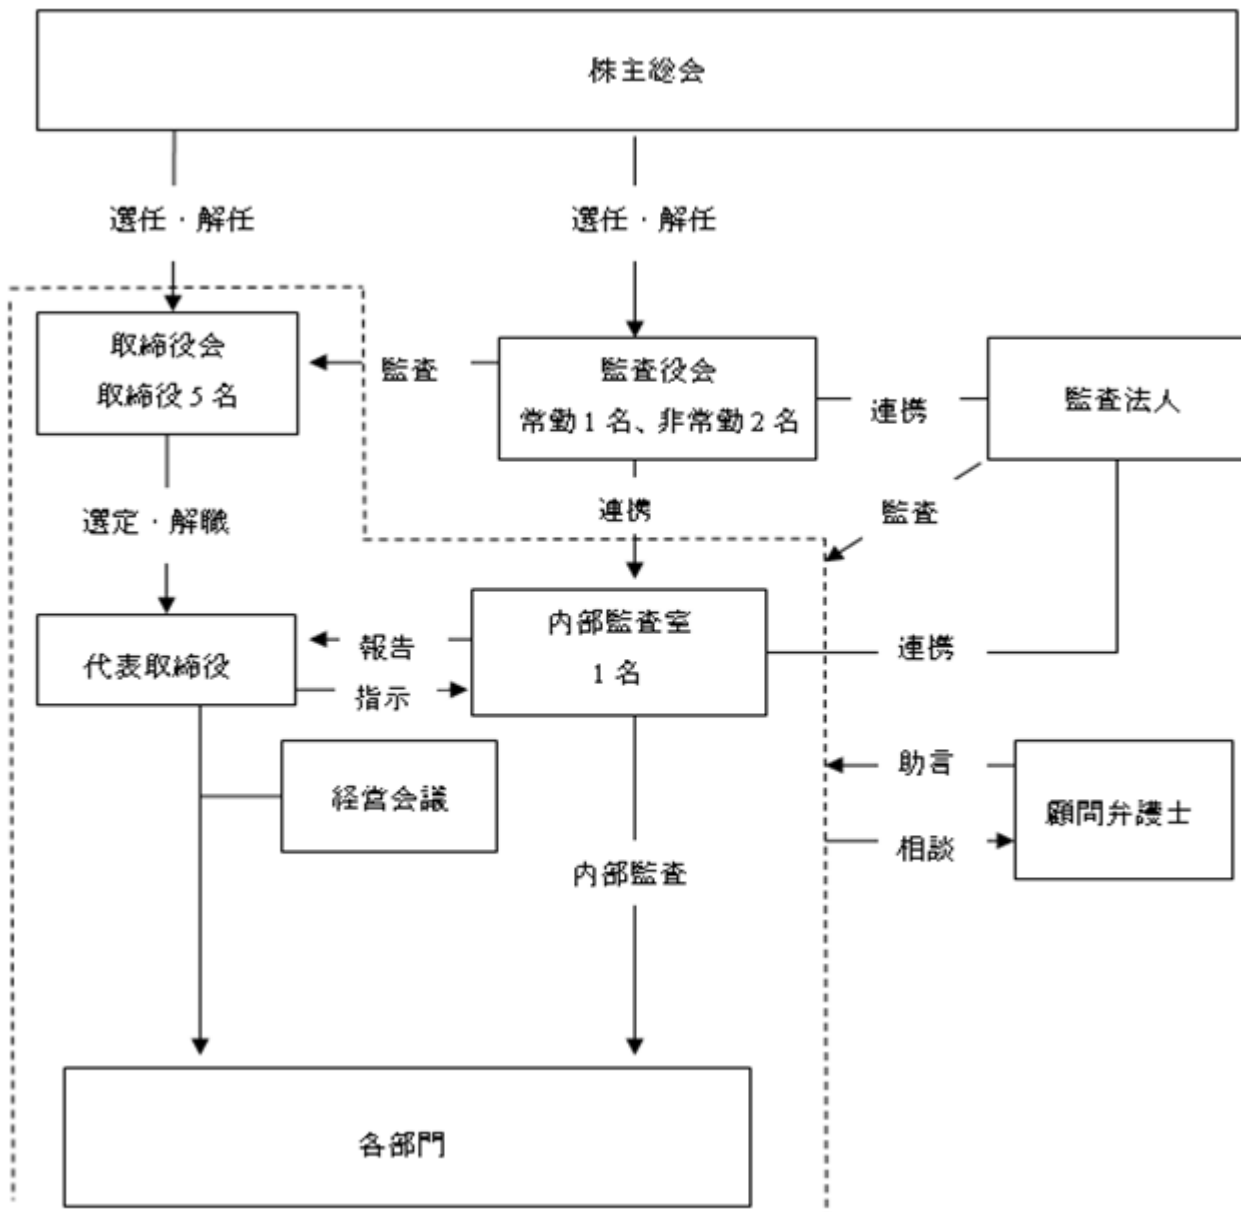 株主総会
選任・解任
選任・解任
取締役会
取締役5名
監査
監査役会
常勤1名、非常勤2名
連携
監査法人
選定・解職
連携
監査
代表取締役
報告
指示
内部監査室
1名
連携
経営会議
助言
相談
顧問弁護士
内部監査
各部門